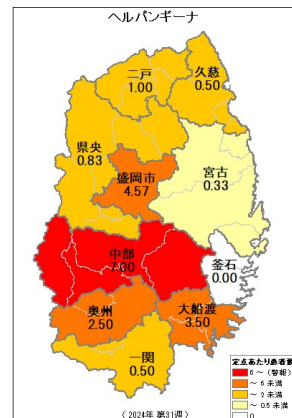 ヘルパンギーナ
二戸
1.00
久慈
0.50
県央
0.83
盛岡市
4.57
宮古
0.33
中部
7.00
釜石
0.00
奥州
2.50
大船渡
3.50
一関
0.50
定点あたり患者数
6 ~ (警報)
~ 6 未満
~ 2 未満
~ 0.5 未満
0
(2024年 第31週)